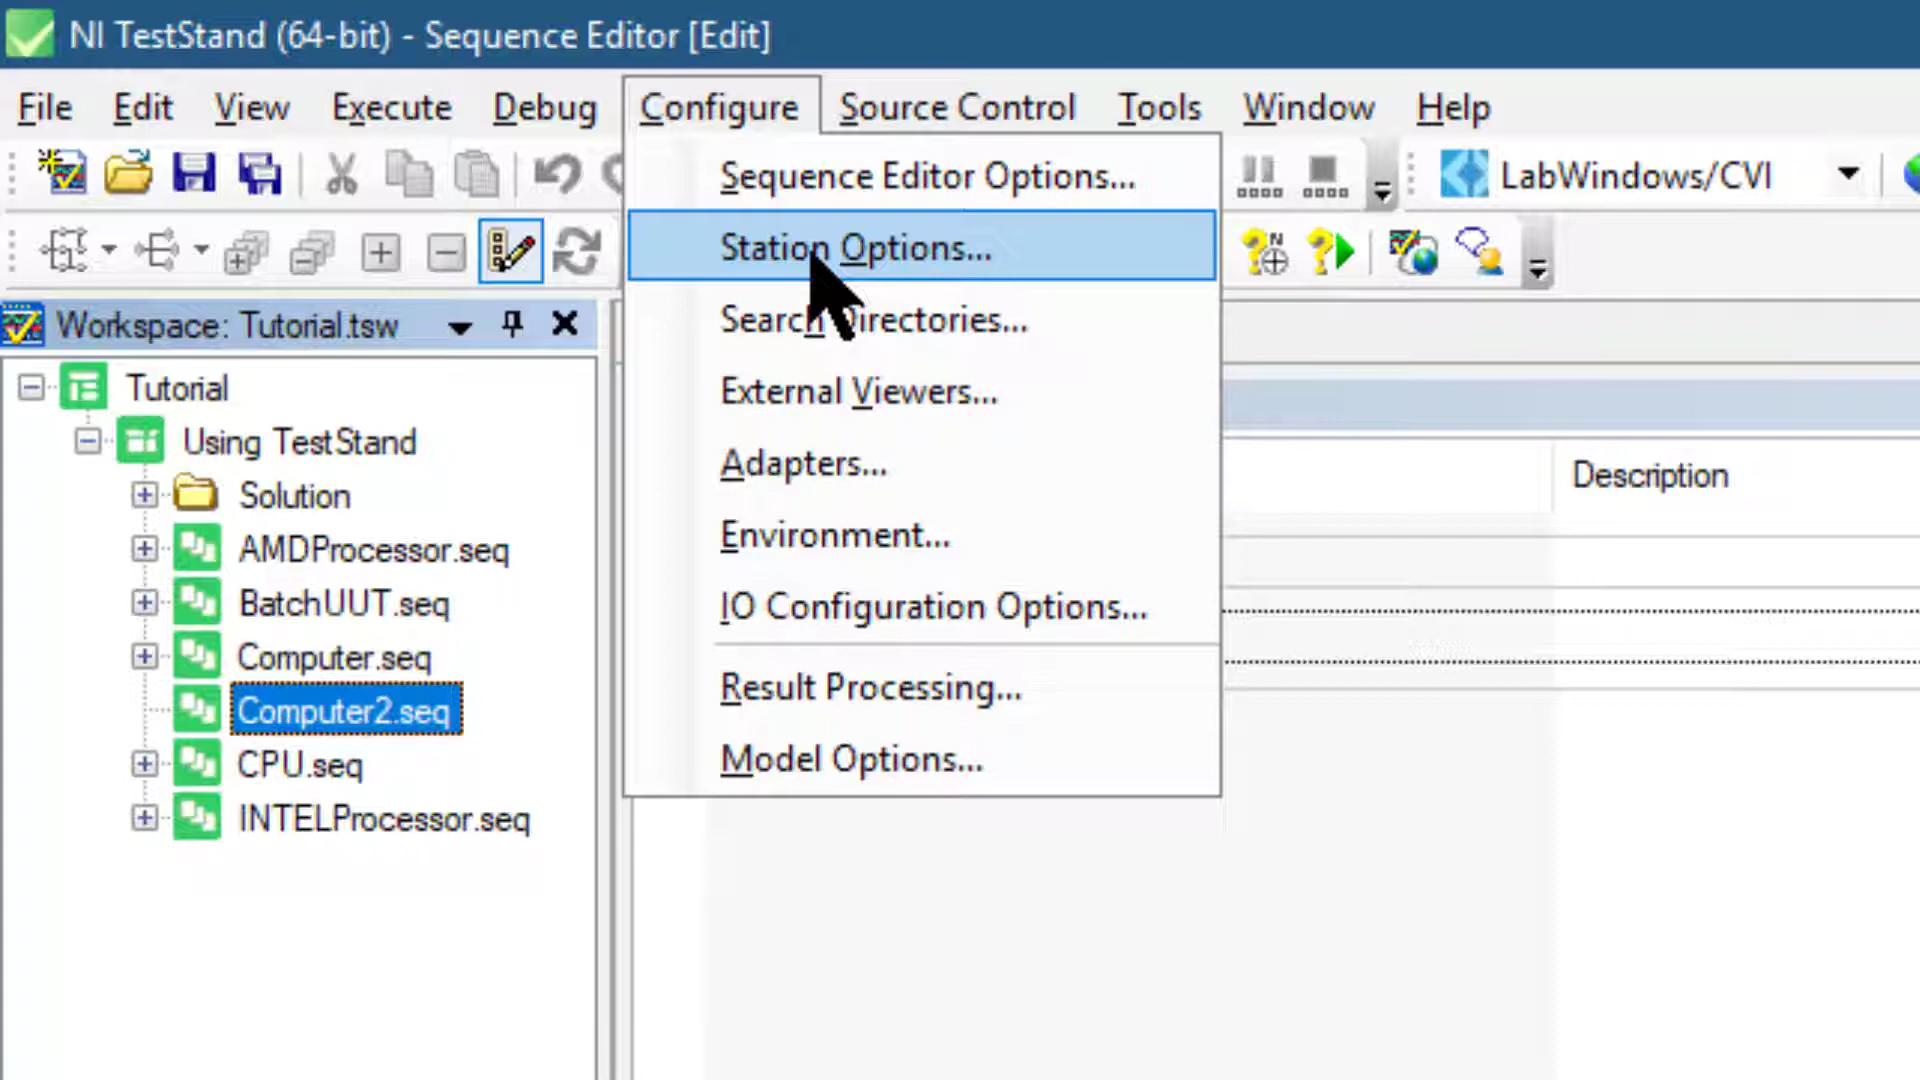 NI TestStand (64-bit) - Sequence Editor [Edit]
File Edit View Execute Debug Configure Source Control Tools Window Help
LabWindows/CVI
Sequence Editor Options...
Station Options...
Search Directories...
External Viewers...
Adapters...
Environment...
IO Configuration Options...
Result Processing...
Model Options...
Workspace: Tutorial.tsw
Tutorial
Using TestStand
Solution
AMDProcessor.seq
BatchUUT.seq
Computer.seq
Computer2.seq
CPU.seq
INTELProcessor.seq
Description